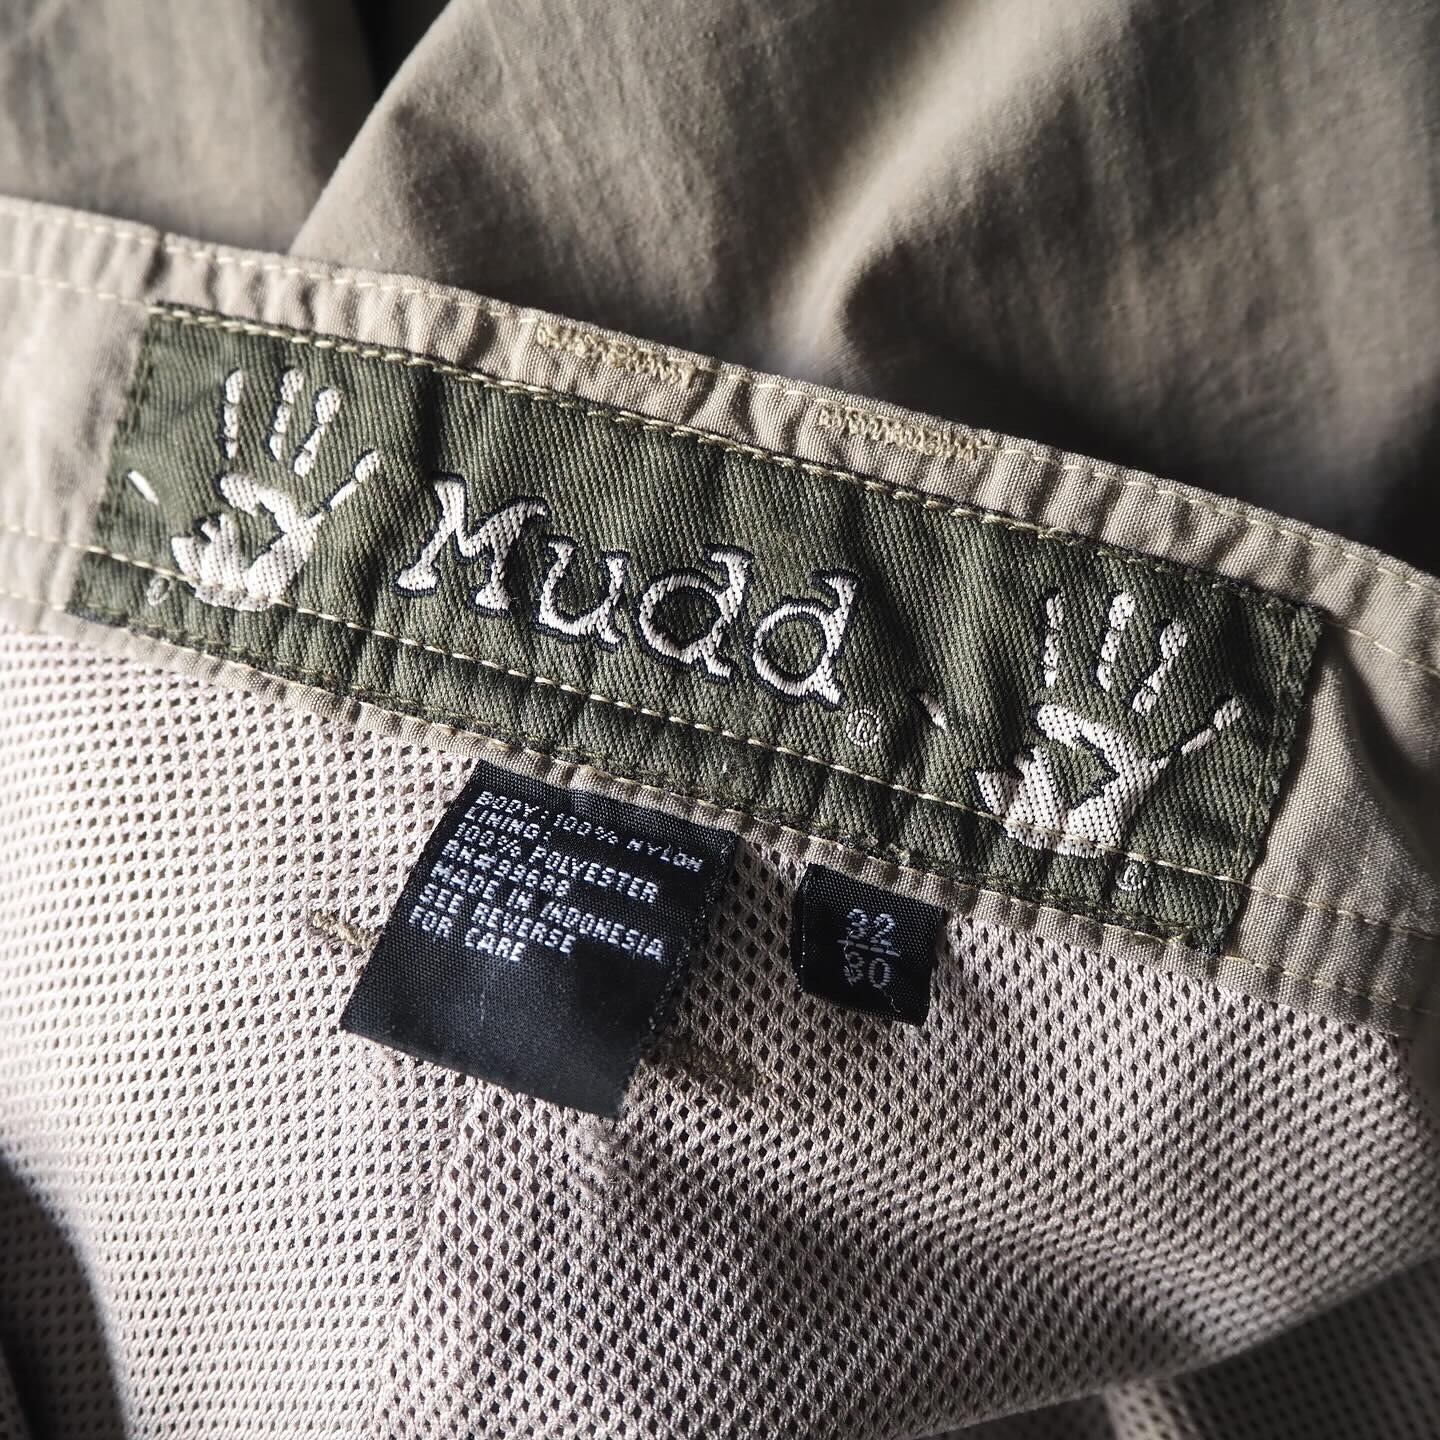 Mudd®
®
®
BODY: 100% NYLON
LINING:
100% POLYESTER
MADE IN INDONESIA
SEE REVERSE
FOR CARE
32
30